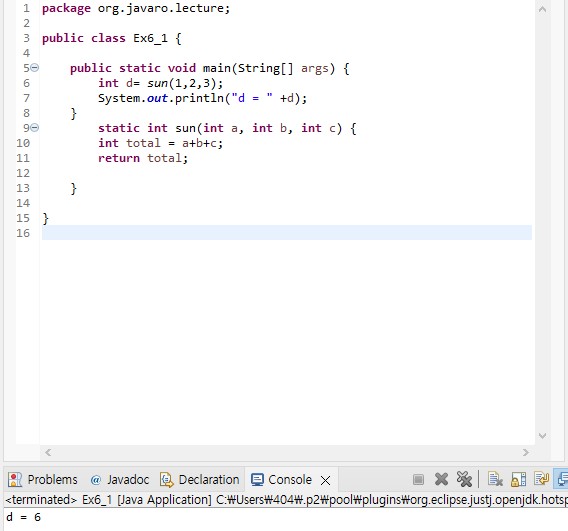 1 package org.javaro.lecture;
2
3 public class Ex6_1 {
4
5 public static void main(String[] args) {
6 int d= sun(1,2,3);
7 System.out.println("d = " +d);
8 }
9 static int sun(int a, int b, int c) {
10 int total = a+b+c;
11 return total;
12
13 }
14
15 }
16
Problems @ Javadoc Declaration Console
<terminated> Ex6_1 [Java Application] C:₩Users₩404₩.p2₩pool₩plugins₩org.eclipse.justj.openjdk.hotsp
d = 6